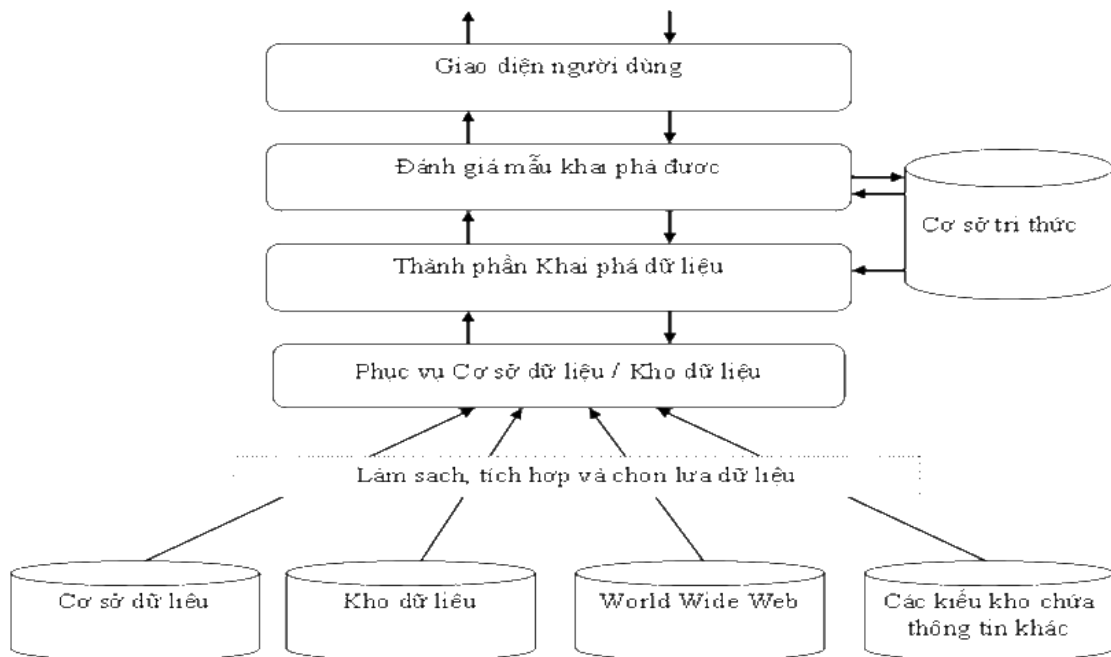 Giao diện người dùng
Đánh giá mẫu khai phá được
Cơ sở tri thức
Thành phần Khai phá dữ liệu
Phục vụ Cơ sở dữ liệu / Kho dữ liệu
Làm sạch, tích hợp và chọn lựa dữ liệu
Cơ sở dữ liệu
Kho dữ liệu
World Wide Web
Các kiểu kho chứa
thông tin khác